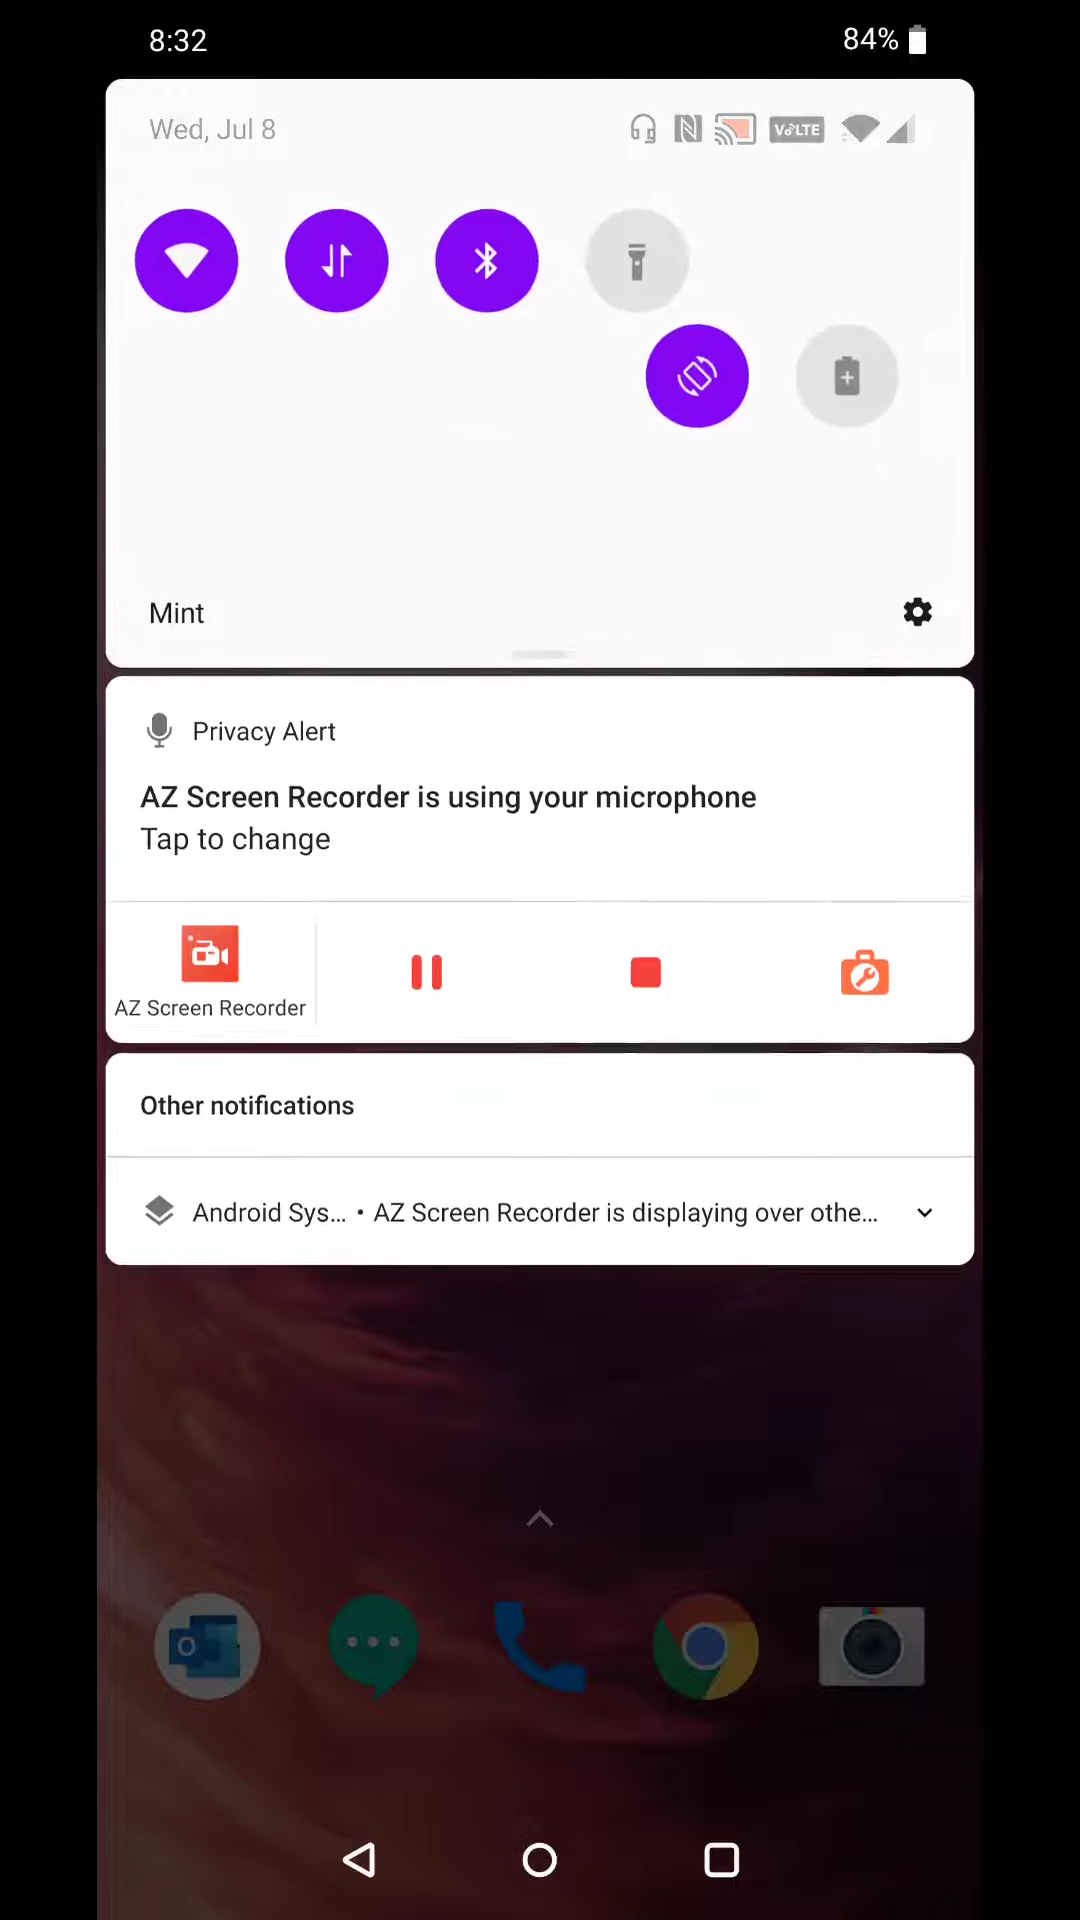 8:32
84%
Wed, Jul 8
VoLTE
Mint
Privacy Alert
AZ Screen Recorder is using your microphone
Tap to change
AZ Screen Recorder
Other notifications
Android Sys... • AZ Screen Recorder is displaying over othe...